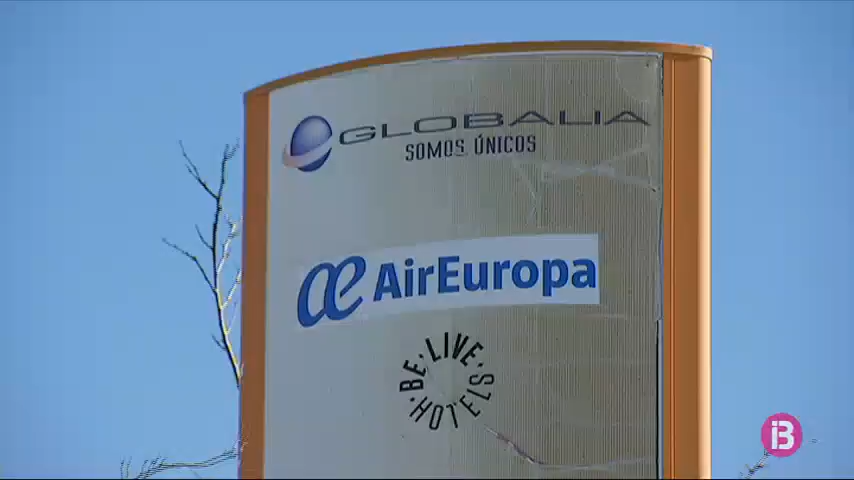 GLOBALIA
SOMOS ÚNICOS
AirEuropa
BE·LIVE·
HOTELS·
IB